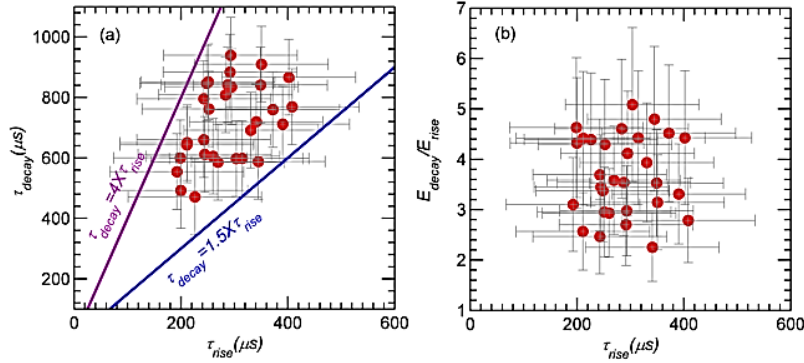 (a)
1000
800
600
400
200
τdecay(μs)
τdecay=4Xτrise
τdecay=1.5Xτrise
0 200 400 600
τrise(μs)
(b)
7
6
5
4
3
2
1
Edecay/Erise
0 200 400 600
τrise(μs)